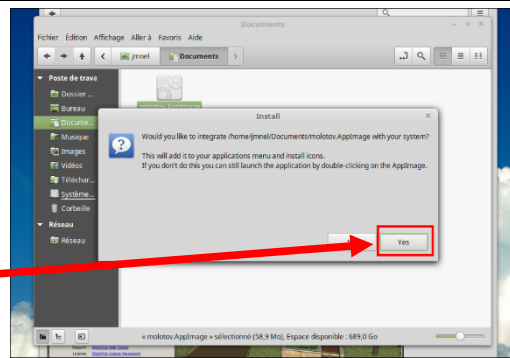 Documents
Fichier Édition Affichage Aller à Favoris Aide
jmnel Documents
Poste de trava
Dossier ...
Bureau
Docume...
Musique
Images
Vidéos
Téléchar...
Système...
Corbeille
Réseau
Réseau
molotov.AppImage
Install
Would you like to integrate /home/jmnel/Documents/molotov.AppImage with your system?
This will add it to your applications menu and install icons.
If you don't do this you can still launch the application by double-clicking on the AppImage.
Yes
« molotov.AppImage » sélectionné (58,9 Mo), Espace disponible : 689,0 Go